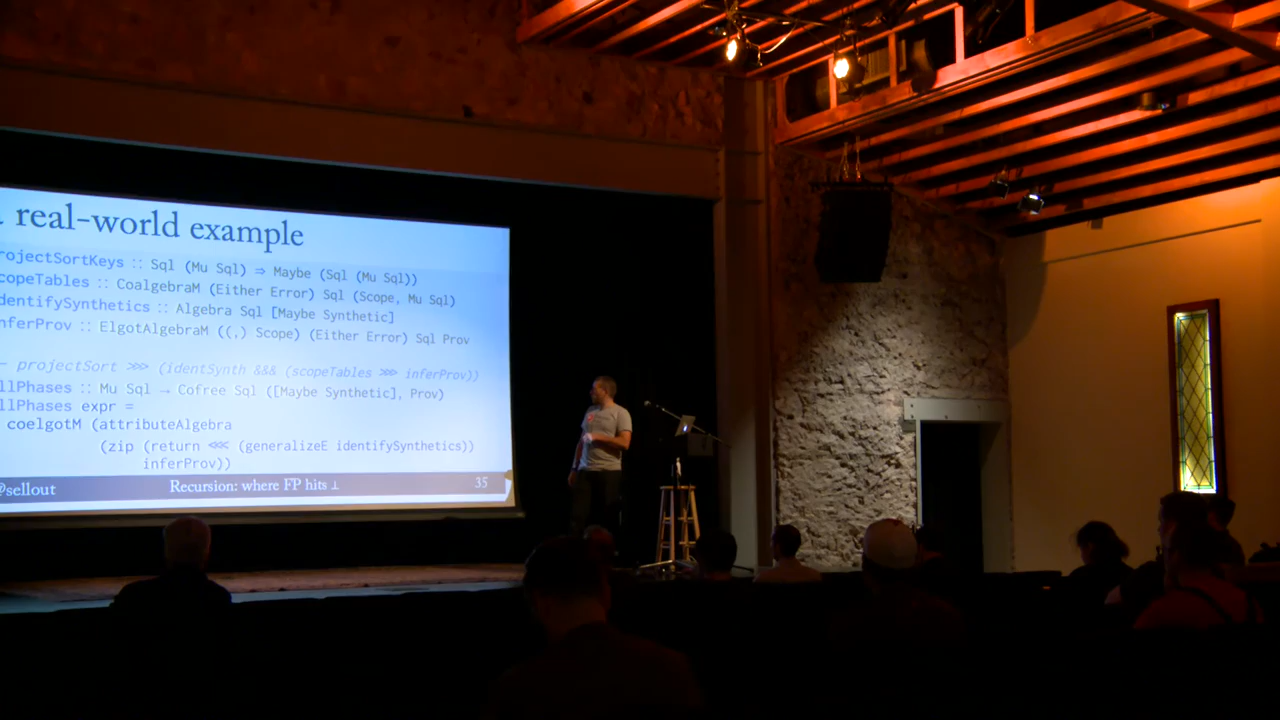 real-world example
rojectSortKeys :: Sql (Mu Sql) ⇒ Maybe (Sql (Mu Sql))
copeTables :: CoalgebraM (Either Error) Sql (Scope, Mu Sql)
dentifySynthetics :: Algebra Sql [Maybe Synthetic]
nferProv :: ElgotAlgebraM ((,) Scope) (Either Error) Sql Prov
- projectSort >>> (identSynth &&& (scopeTables >>> inferProv))
llPhases :: Mu Sql → Cofree Sql ([Maybe Synthetic], Prov)
llPhases expr =
coelgotM (attributeAlgebra
(zip (return <<< (generalizeE identifySynthetics))
inferProv))
@sellout Recursion: where FP hits ⊥ 35